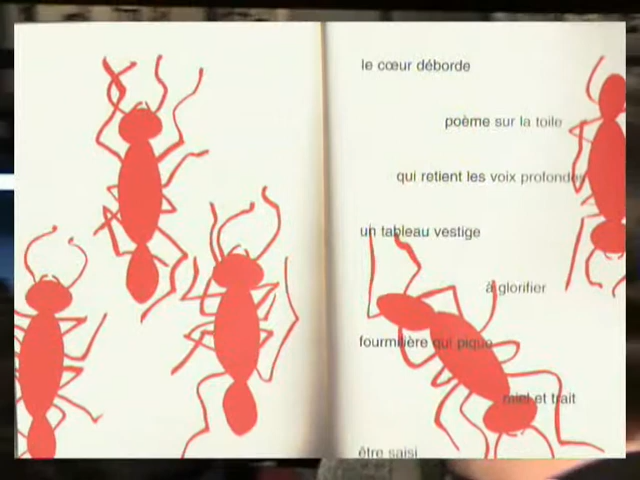 le cœur déborde
poème sur la toile
qui retient les voix profondes
un tableau vestige
à glorifier
fourmilière qui pique
miel et trait
être saisi